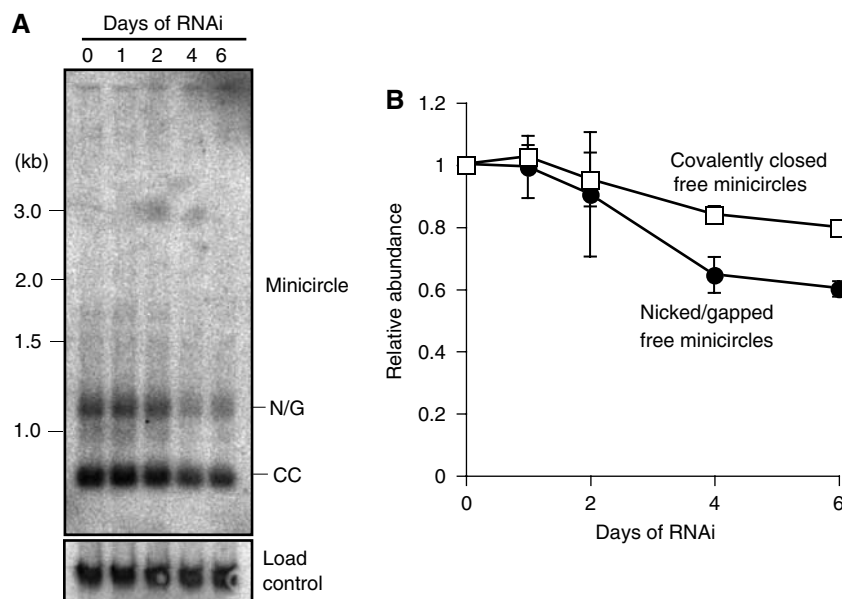 A
Days of RNAi
0 1 2 4 6
(kb)
3.0
2.0
1.5
1.0
Minicircle
N/G
CC
Load
control
B
1.2
1
0.8
0.6
0.4
0.2
0
Relative abundance
Covalently closed
free minicircles
Nicked/gapped
free minicircles
0 2 4 6
Days of RNAi